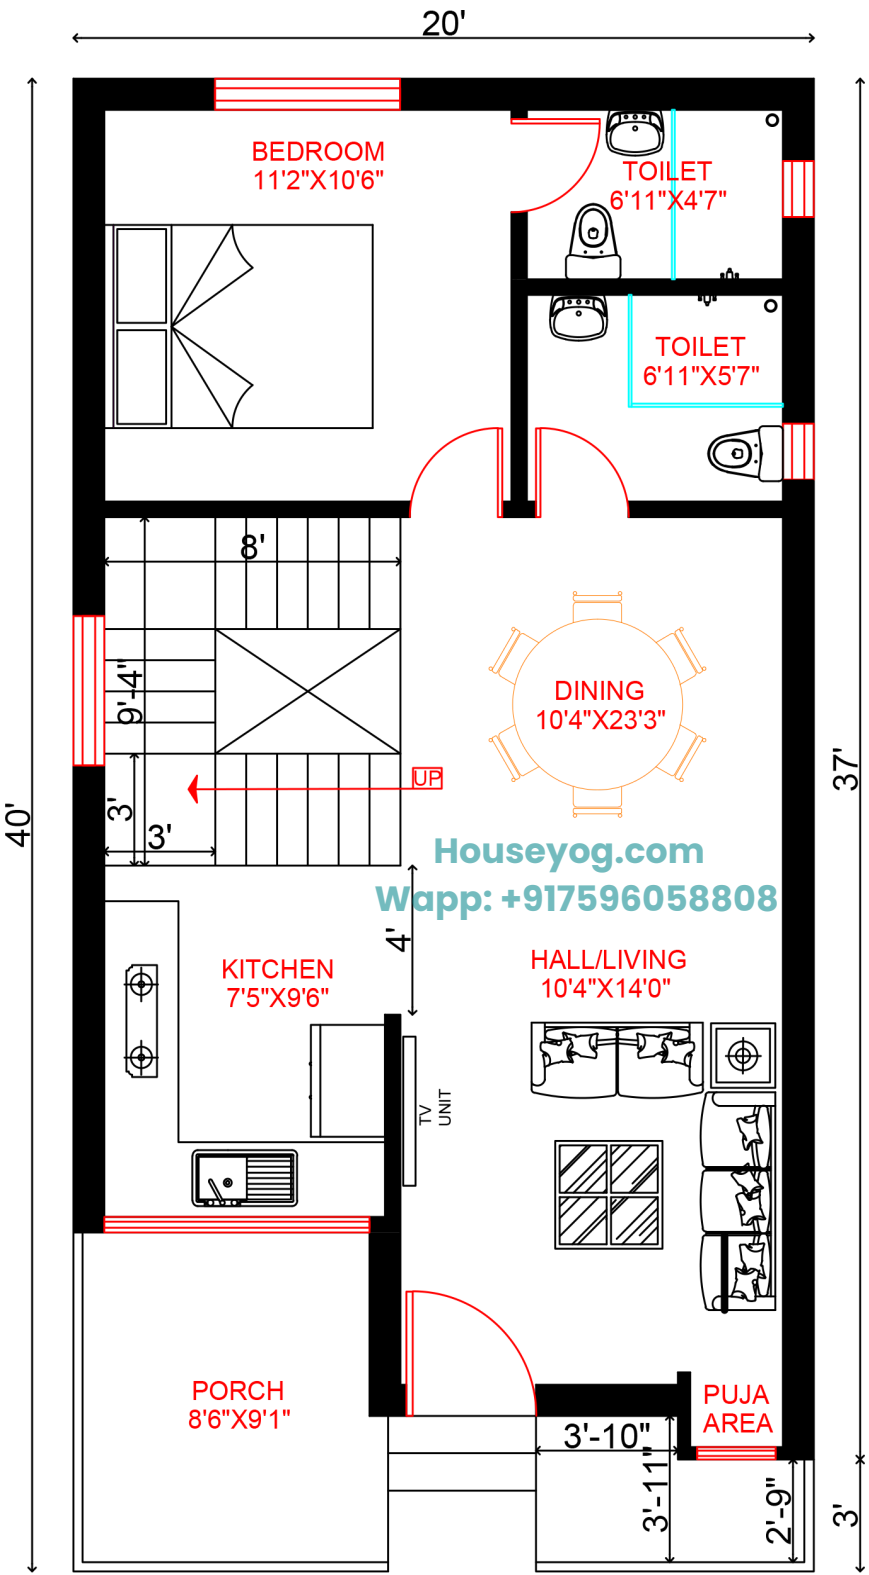 20'
BEDROOM
11'2"X10'6"
TOILET
6'11"X4'7"
TOILET
6'11"X5'7"
8'
9'-4"
DINING
10'4"X23'3"
UP
3'
3'
37'
40'
Houseyog.com
Wapp: +917596058808
4'
KITCHEN
7'5"X9'6"
HALL/LIVING
10'4"X14'0"
TV
UNIT
PORCH
8'6"X9'1"
PUJA
AREA
3'-10"
3'-11"
2'-9"
3'